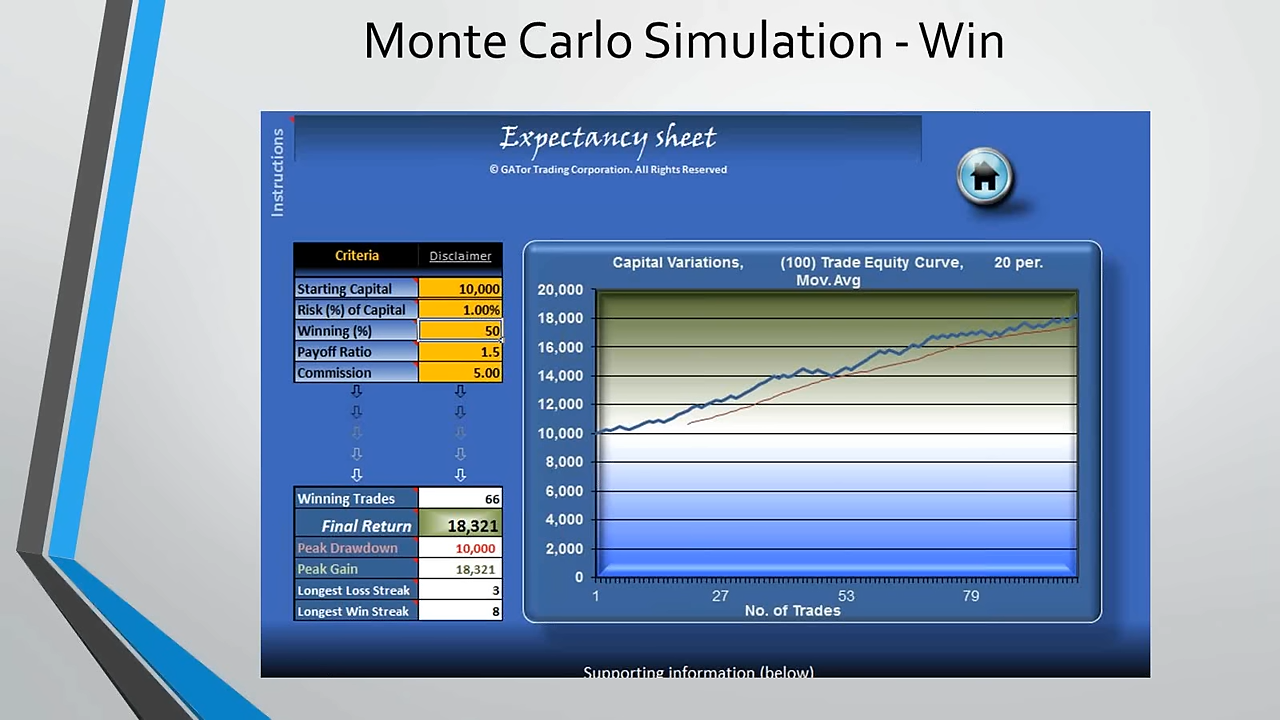 Monte Carlo Simulation - Win
Instructions
Expectancy sheet
© GATor Trading Corporation. All Rights Reserved
Criteria Disclaimer
Starting Capital 10,000
Risk (%) of Capital 1.00%
Winning (%) 50
Payoff Ratio 1.5
Commission 5.00
Winning Trades 66
Final Return 18,321
Peak Drawdown 10,000
Peak Gain 18,321
Longest Loss Streak 3
Longest Win Streak 8
Capital Variations, (100) Trade Equity Curve, 20 per.
Mov. Avg
20,000
18,000
16,000
14,000
12,000
10,000
8,000
6,000
4,000
2,000
0
1 27 53 79
No. of Trades
Supporting information (below)